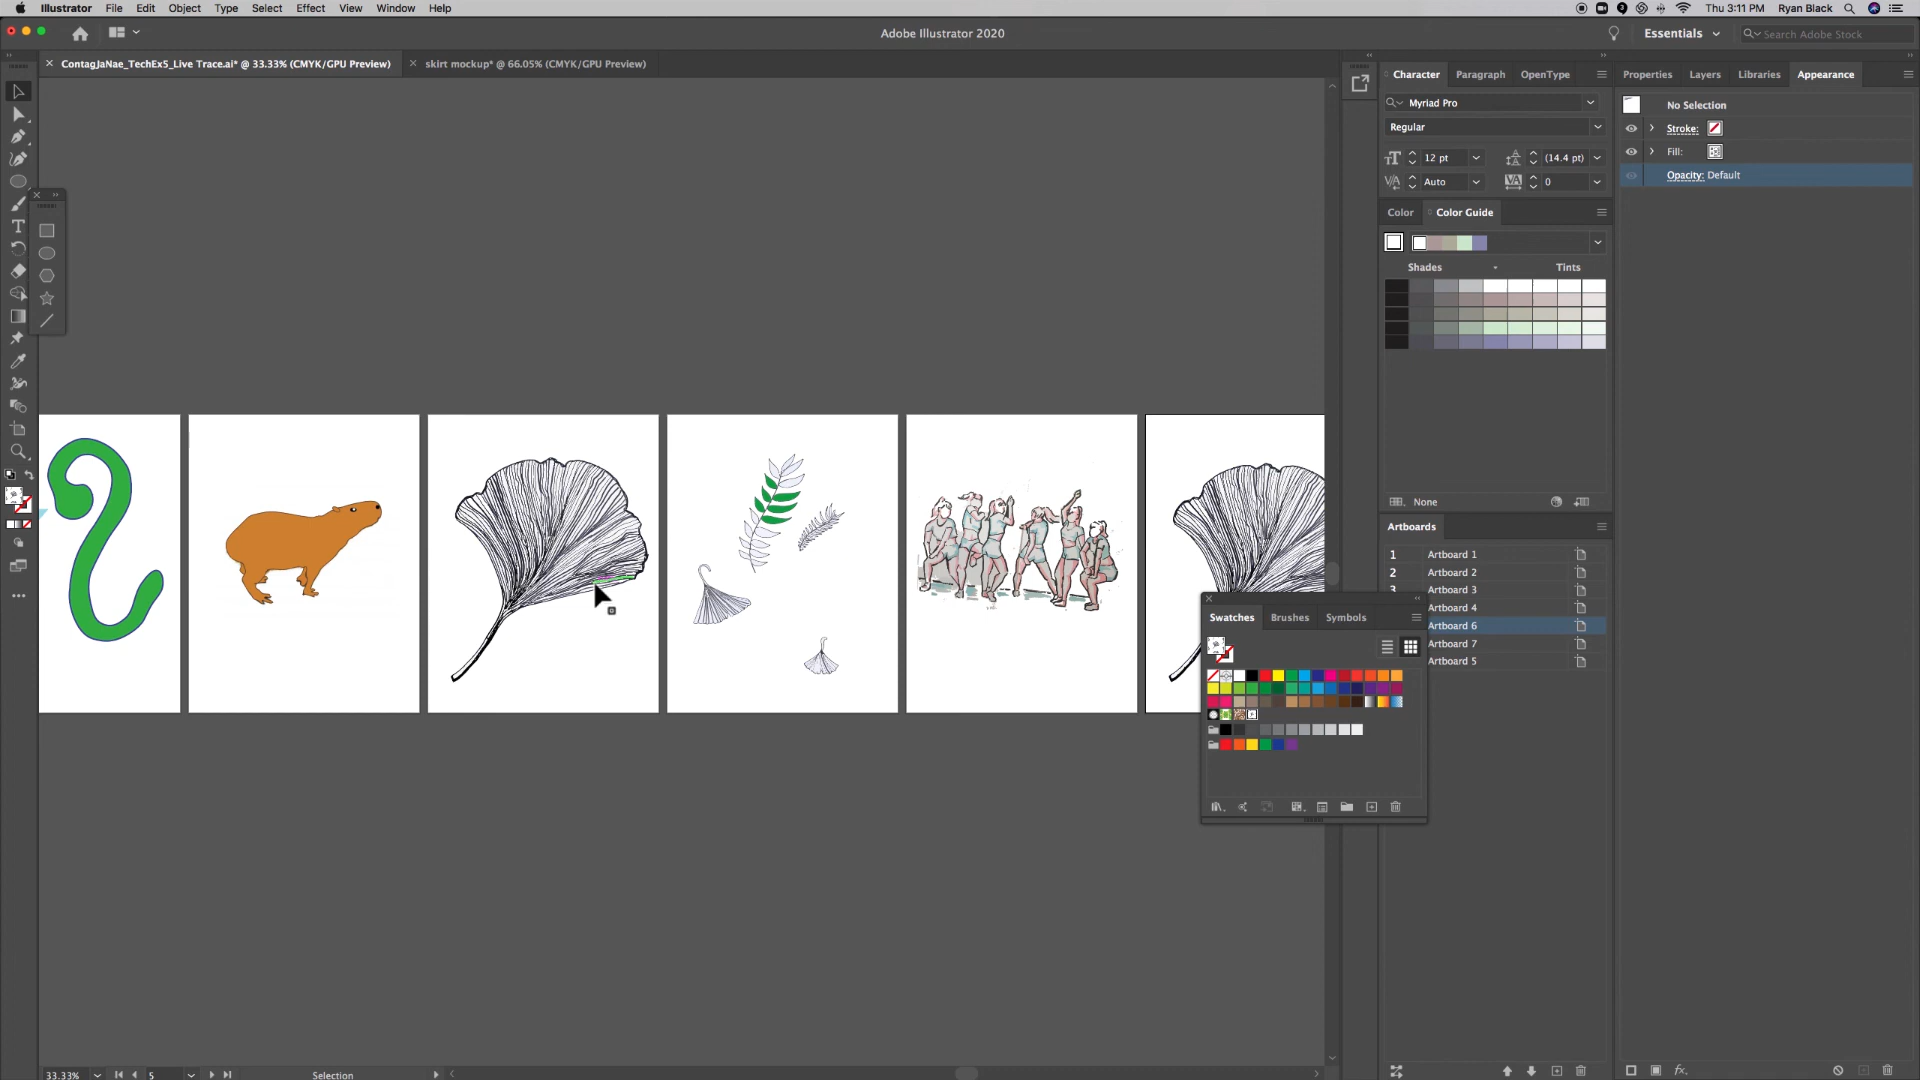 Illustrator File Edit Object Type Select Effect View Window Help
Thu 3:11 PM Ryan Black
Adobe Illustrator 2020
Essentials
Search Adobe Stock
ContagJaNae_TechEx5_Live Trace.ai* @ 33.33% (CMYK/GPU Preview)
skirt mockup* @ 66.05% (CMYK/GPU Preview)
Character Paragraph OpenType
Properties Layers Libraries Appearance
Myriad Pro
No Selection
Regular
Stroke:
Fill:
12 pt (14.4 pt)
Opacity: Default
Auto 0
Color Color Guide
Shades Tints
None
Artboards
1 Artboard 1
2 Artboard 2
3 Artboard 3
Artboard 4
Artboard 6
Artboard 7
Artboard 5
Swatches Brushes Symbols
33.33% 5 Selection